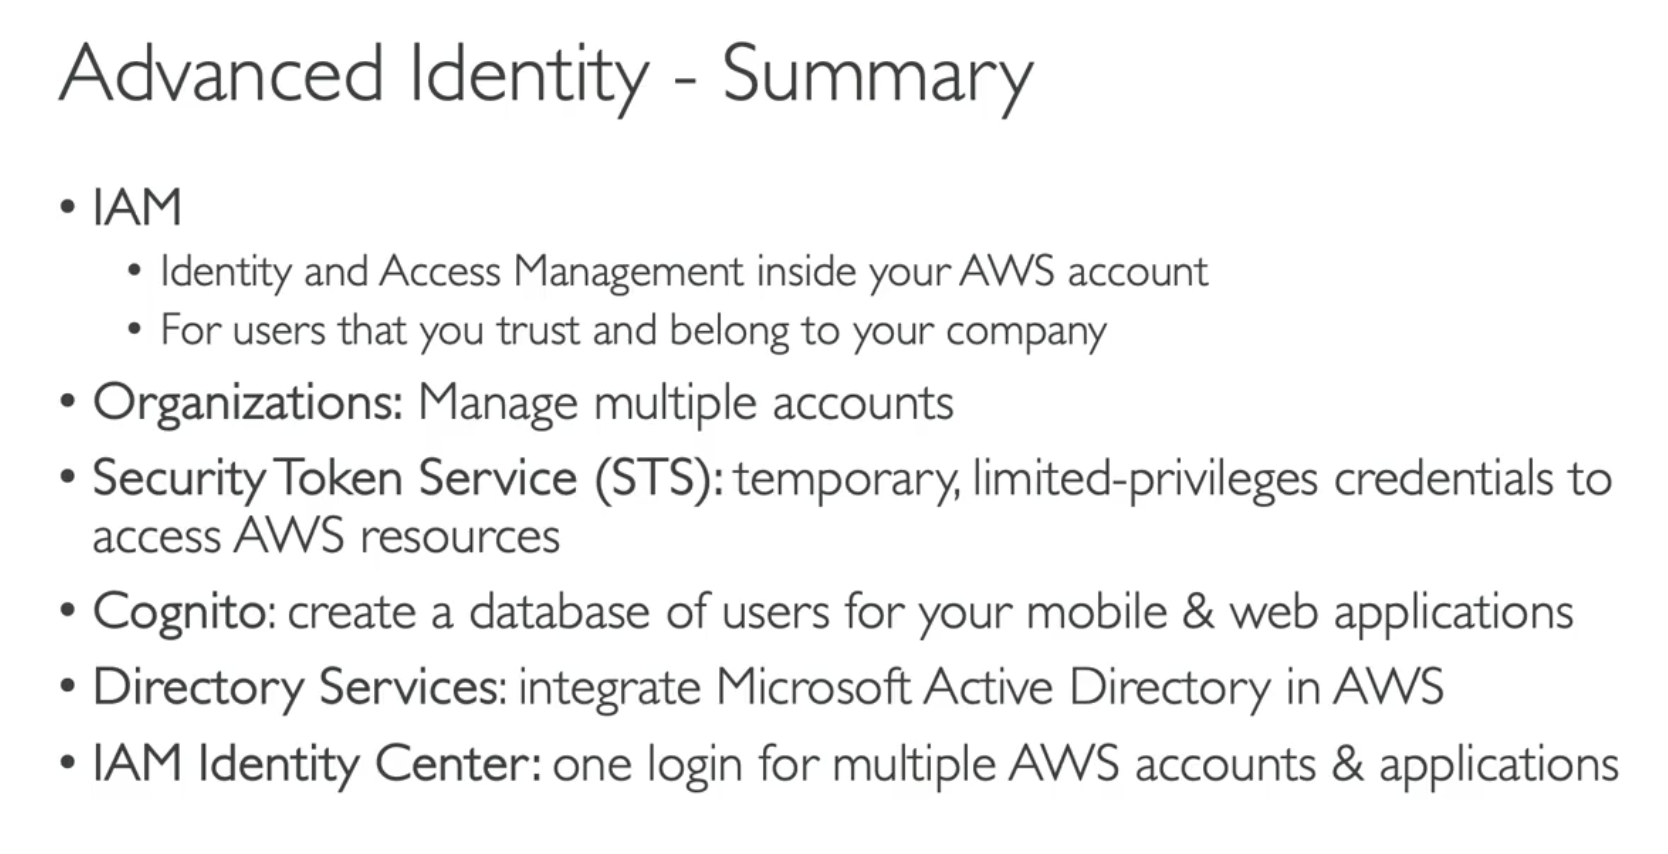 Advanced Identity - Summary
• IAM
• Identity and Access Management inside your AWS account
• For users that you trust and belong to your company
• Organizations: Manage multiple accounts
• Security Token Service (STS): temporary, limited-privileges credentials to
access AWS resources
• Cognito: create a database of users for your mobile & web applications
• Directory Services: integrate Microsoft Active Directory in AWS
• IAM Identity Center: one login for multiple AWS accounts & applications